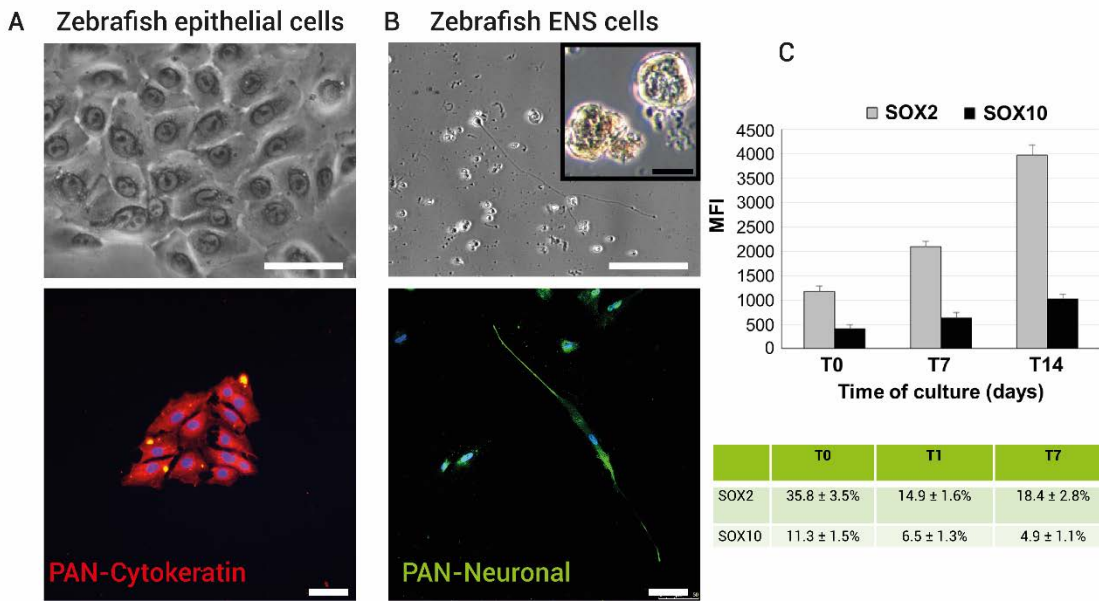 A Zebrafish epithelial cells
B Zebrafish ENS cells
C
PAN-Cytokeratin
PAN-Neuronal
SOX2 SOX10
MFI
4500
4000
3500
3000
2500
2000
1500
1000
500
0
T0 T7 T14
Time of culture (days)
T0 T1 T7
SOX2 35.8 ± 3.5% 14.9 ± 1.6% 18.4 ± 2.8%
SOX10 11.3 ± 1.5% 6.5 ± 1.3% 4.9 ± 1.1%